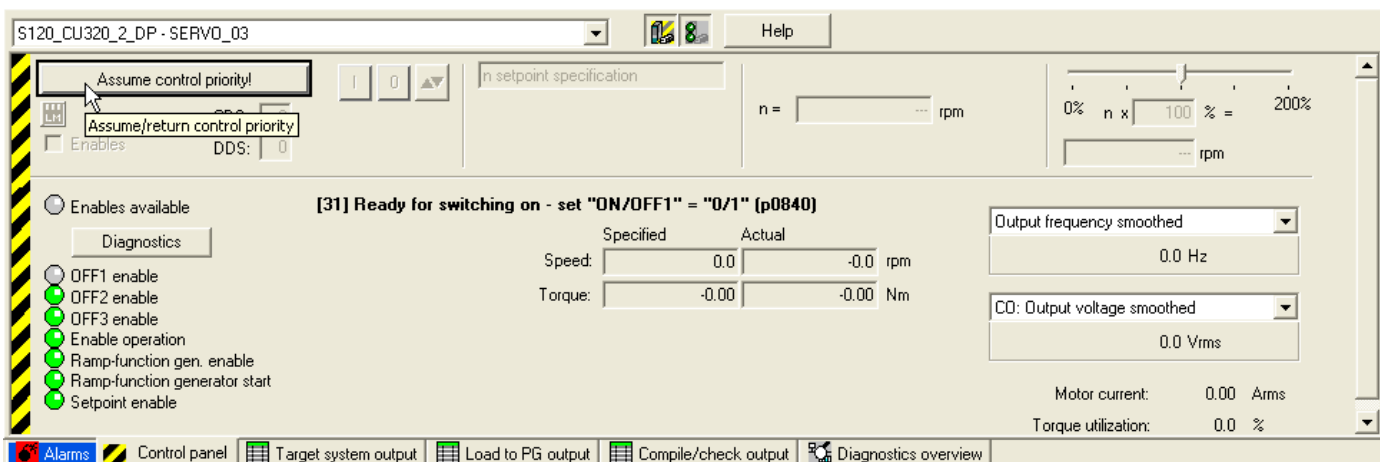 S120_CU320_2_DP - SERVO_03
Help
Assume control priority!
I 0
n setpoint specification
n = --- rpm
0% n x 100 % = 200%
Assume/return control priority
Enables
DDS: 0
--- rpm
Enables available
[31] Ready for switching on - set "ON/OFF1" = "0/1" (p0840)
Diagnostics
Specified Actual
Speed: 0.0 -0.0 rpm
Torque: -0.00 -0.00 Nm
Output frequency smoothed
0.0 Hz
CO: Output voltage smoothed
0.0 Vrms
OFF1 enable
OFF2 enable
OFF3 enable
Enable operation
Ramp-function gen. enable
Ramp-function generator start
Setpoint enable
Motor current: 0.00 Arms
Torque utilization: 0.0 %
Alarms Control panel Target system output Load to PG output Compile/check output Diagnostics overview